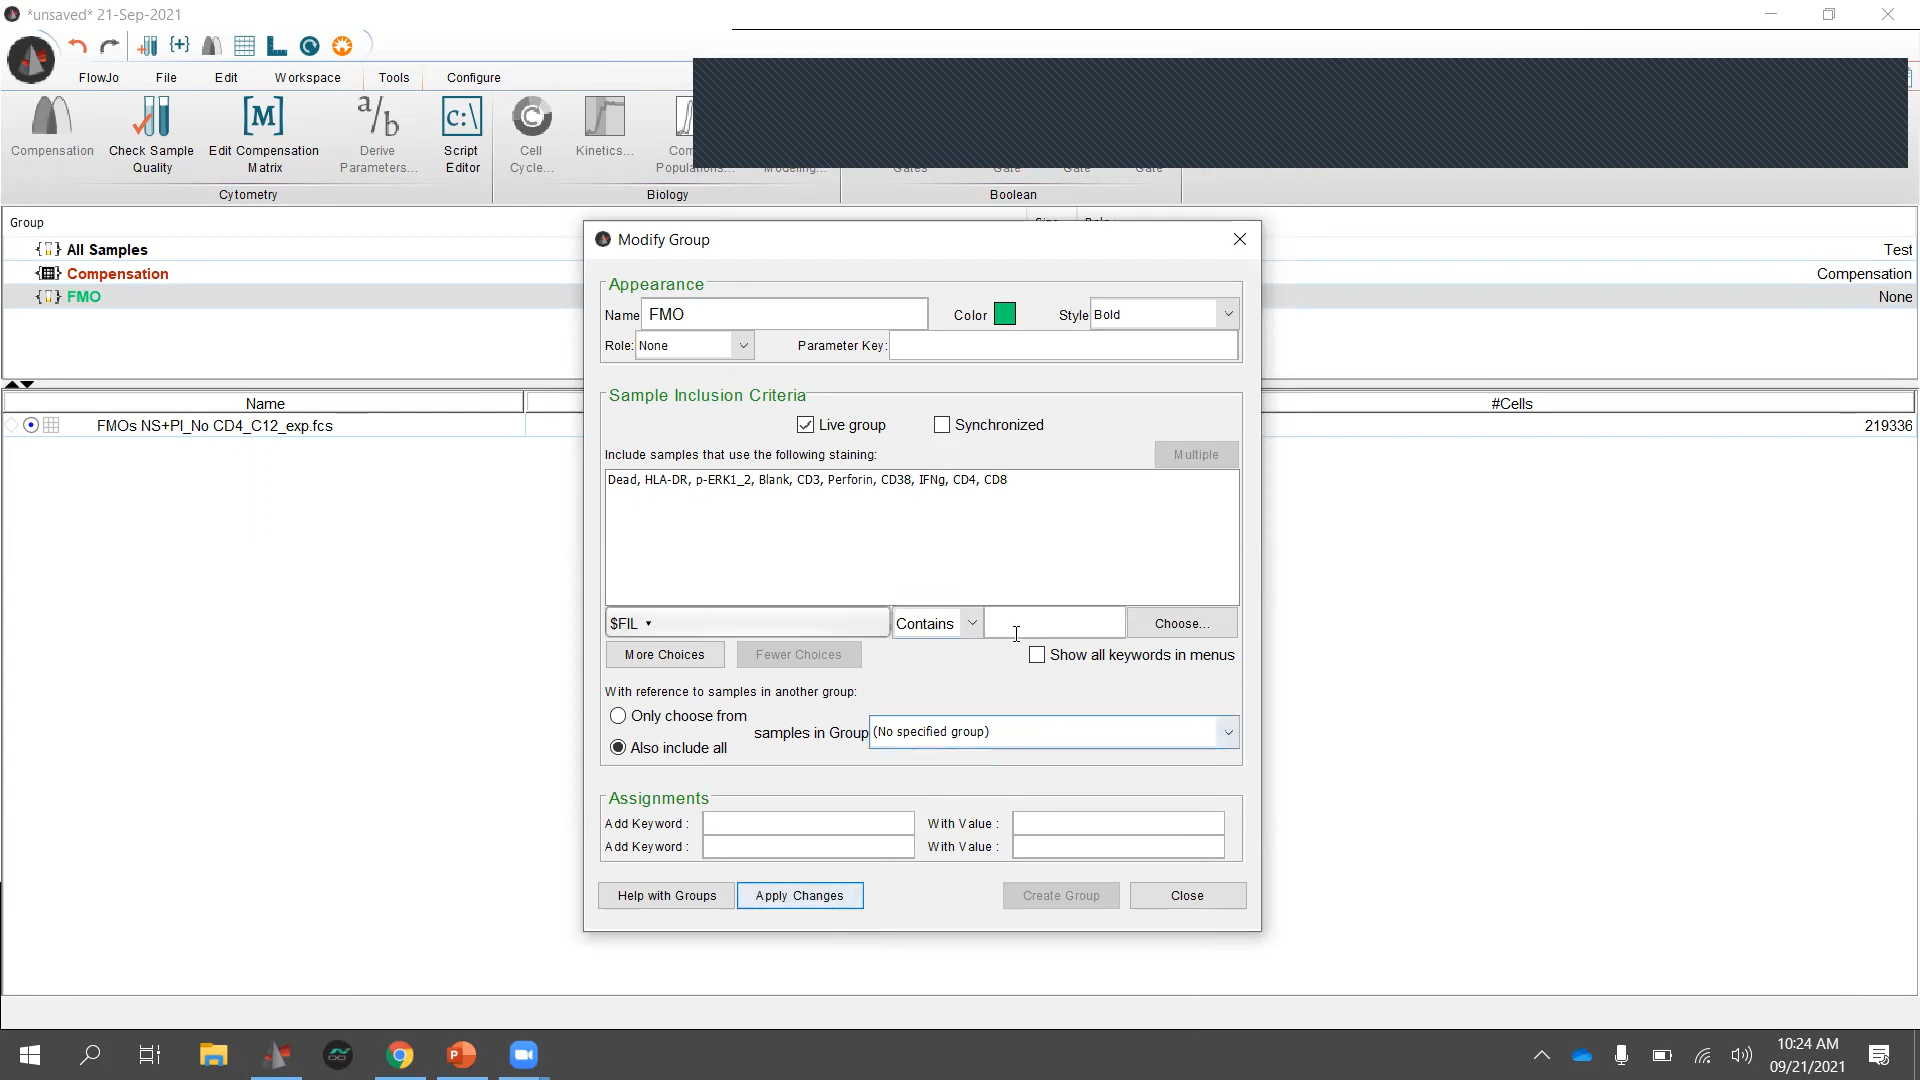 *unsaved* 21-Sep-2021
FlowJo File Edit Workspace Tools Configure
Compensation
Check Sample Quality
Edit Compensation Matrix
Derive Parameters...
Script Editor
Cell Cycle...
Kinetics...
Populations...
Modeling...
Gates
Gate
Gate
Cytometry
Biology
Boolean
Group
Role
All Samples Test
Compensation Compensation
FMO None
Name #Cells
FMOs NS+PI_No CD4_C12_exp.fcs 219336
Modify Group
Appearance
Name FMO Color Style Bold
Role: None Parameter Key:
Sample Inclusion Criteria
Live group Synchronized
Include samples that use the following staining: Multiple
Dead, HLA-DR, p-ERK1_2, Blank, CD3, Perforin, CD38, IFNg, CD4, CD8
$FIL Contains Choose...
More Choices Fewer Choices Show all keywords in menus
With reference to samples in another group:
Only choose from
samples in Group (No specified group)
Also include all
Assignments
Add Keyword : With Value :
Add Keyword : With Value :
Help with Groups Apply Changes Create Group Close
10:24 AM
09/21/2021